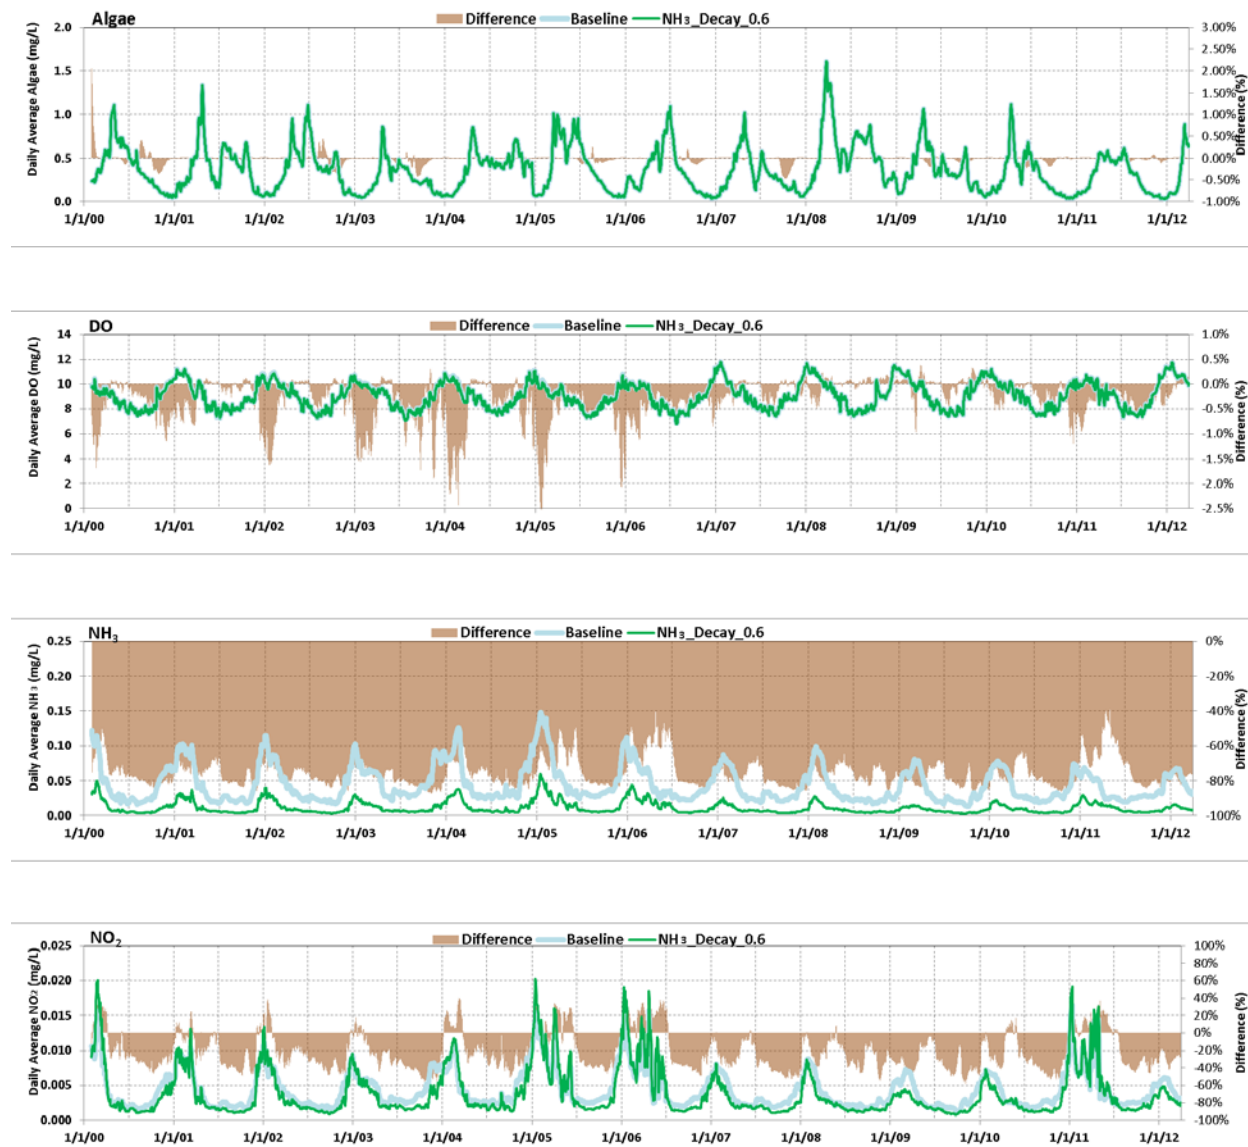 Algae
Difference Baseline NH3_Decay_0.6
Daily Average Algae (mg/L)
2.0
1.5
1.0
0.5
0.0
3.00%
2.50%
2.00%
1.50%
1.00%
0.50%
0.00%
-0.50%
-1.00%
Difference (%)
1/1/00 1/1/01 1/1/02 1/1/03 1/1/04 1/1/05 1/1/06 1/1/07 1/1/08 1/1/09 1/1/10 1/1/11 1/1/12
DO
Difference Baseline NH3_Decay_0.6
Daily Average DO (mg/L)
14
12
10
8
6
4
2
0
1.0%
0.5%
0.0%
-0.5%
-1.0%
-1.5%
-2.0%
-2.5%
Difference (%)
1/1/00 1/1/01 1/1/02 1/1/03 1/1/04 1/1/05 1/1/06 1/1/07 1/1/08 1/1/09 1/1/10 1/1/11 1/1/12
NH3
Difference Baseline NH3_Decay_0.6
Daily Average NH3 (mg/L)
0.25
0.20
0.15
0.10
0.05
0.00
0%
-20%
-40%
-60%
-80%
-100%
Difference (%)
1/1/00 1/1/01 1/1/02 1/1/03 1/1/04 1/1/05 1/1/06 1/1/07 1/1/08 1/1/09 1/1/10 1/1/11 1/1/12
NO2
Difference Baseline NH3_Decay_0.6
Daily Average NO2 (mg/L)
0.025
0.020
0.015
0.010
0.005
0.000
100%
80%
60%
40%
20%
0%
-20%
-40%
-60%
-80%
-100%
Difference (%)
1/1/00 1/1/01 1/1/02 1/1/03 1/1/04 1/1/05 1/1/06 1/1/07 1/1/08 1/1/09 1/1/10 1/1/11 1/1/12